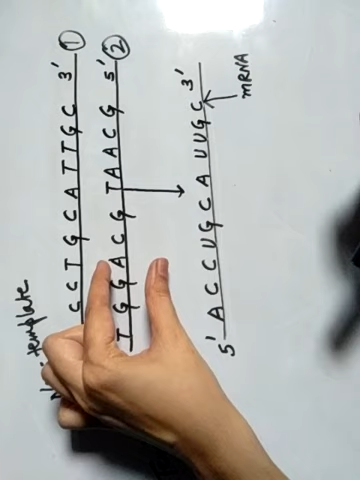 template
C C T G C A T T G C 3' ①
T G G A C G T A A C G 5' ②
5' A C C U G C A U U G C 3'
mRNA